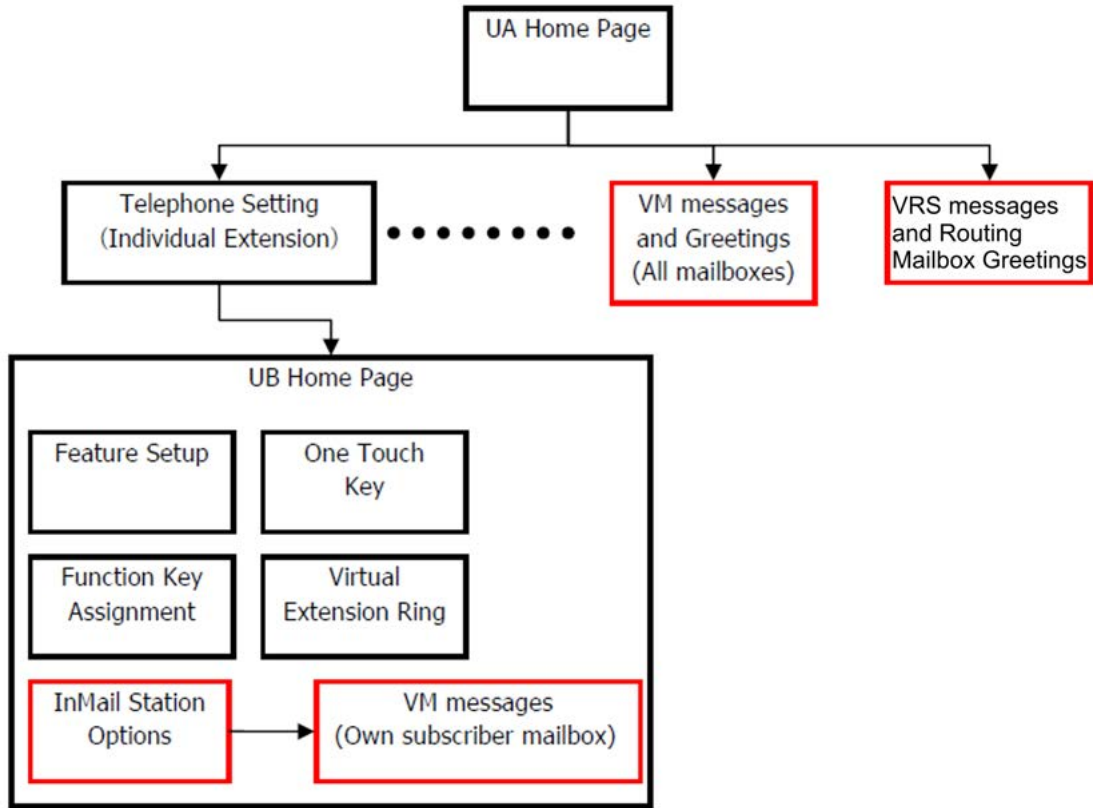 UA Home Page
Telephone Setting
(Individual Extension)
VM messages
and Greetings
(All mailboxes)
VRS messages
and Routing
Mailbox Greetings
UB Home Page
Feature Setup
One Touch
Key
Function Key
Assignment
Virtual
Extension Ring
InMail Station
Options
VM messages
(Own subscriber mailbox)